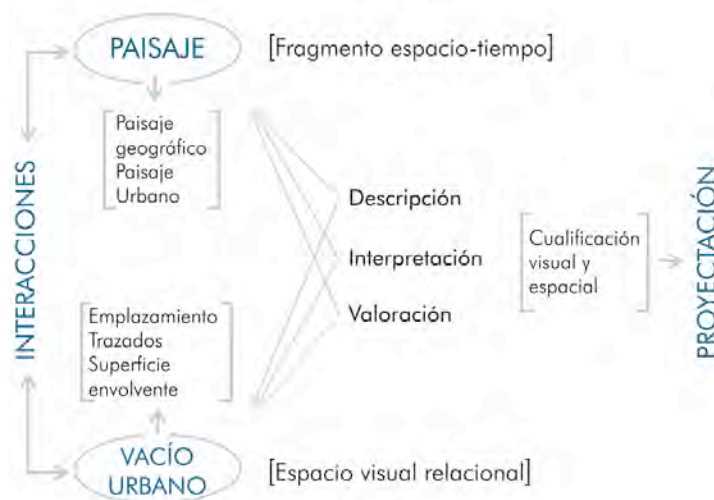 PAISAJE
[Fragmento espacio-tiempo]
Paisaje
geográfico
Paisaje
Urbano
INTERACCIONES
Descripción
Interpretación
Valoración
Cualificación
visual y
espacial
PROYECTACIÓN
Emplazamiento
Trazados
Superficie
envolvente
VACÍO
URBANO
[Espacio visual relacional]